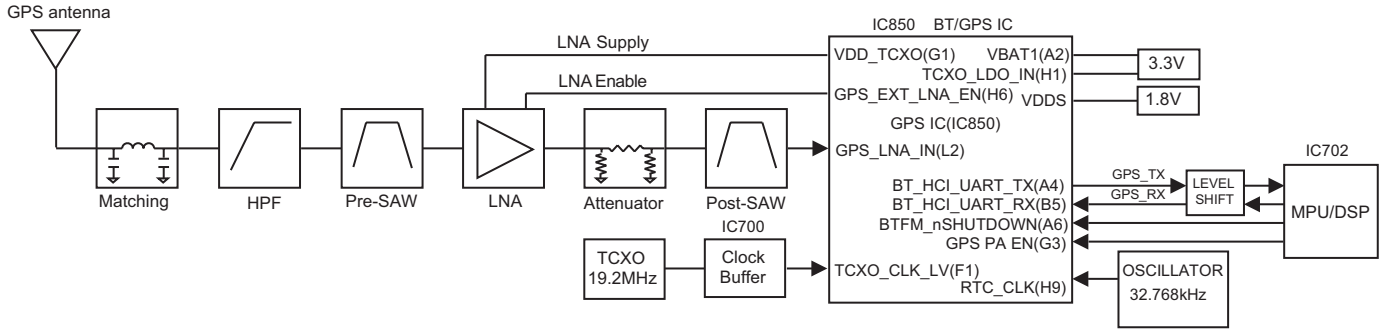 GPS antenna
IC850 BT/GPS IC
LNA Supply
VDD_TCXO(G1)
VBAT1(A2)
3.3V
TCXO_LDO_IN(H1)
LNA Enable
GPS_EXT_LNA_EN(H6)
VDDS
1.8V
GPS IC(IC850)
GPS_LNA_IN(L2)
IC702
BT_HCI_UART_TX(A4)
GPS_TX
LEVEL
SHIFT
BT_HCI_UART_RX(B5)
GPS_RX
MPU/DSP
BTFM_nSHUTDOWN(A6)
GPS PA EN(G3)
Matching
HPF
Pre-SAW
LNA
Attenuator
Post-SAW
IC700
TCXO
19.2MHz
Clock
Buffer
TCXO_CLK_LV(F1)
RTC_CLK(H9)
OSCILLATOR
32.768kHz